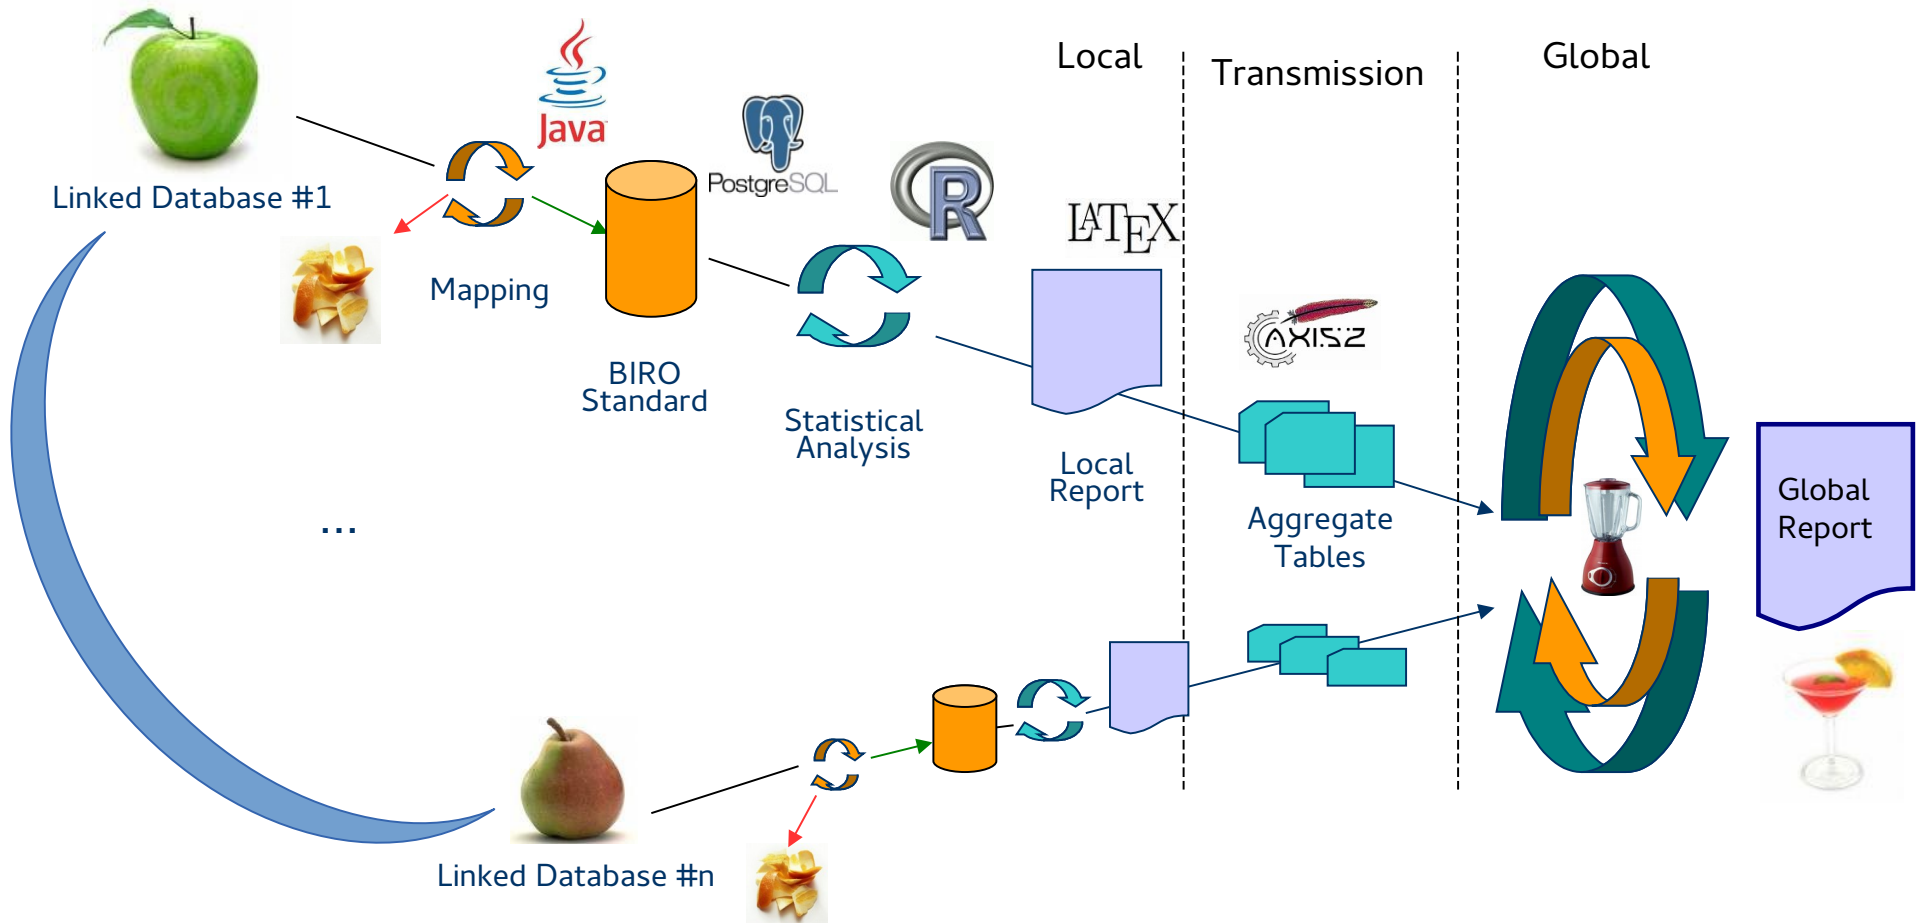 Local
Transmission
Global
Java
PostgreSQL
Linked Database #1
R
LATEX
Mapping
AXIS2
BIRO
Standard
Statistical
Analysis
Local
Report
Global
Report
Aggregate
Tables
...
Linked Database #n